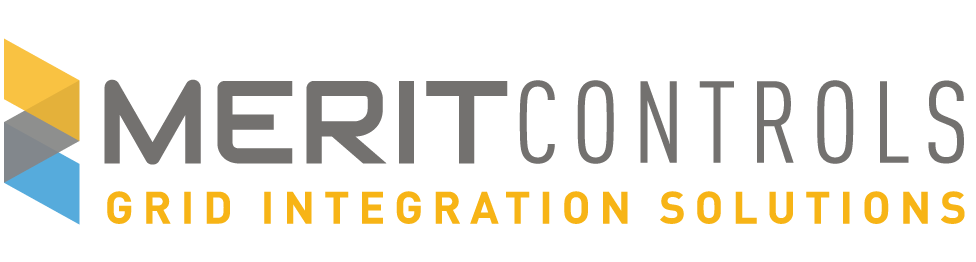 MERITCONTROLS
GRID INTEGRATION SOLUTIONS